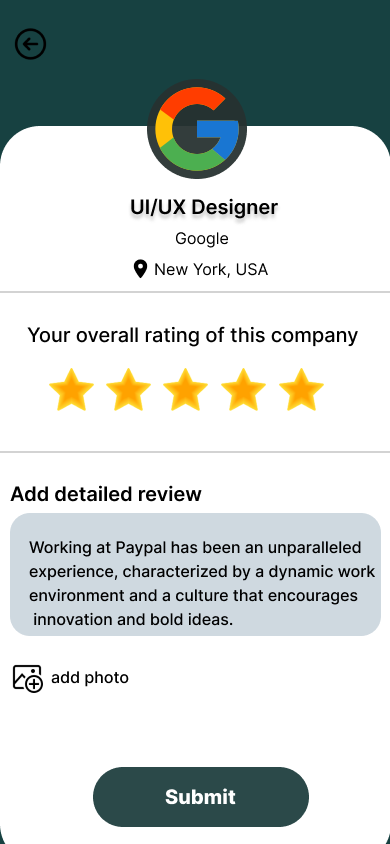 UI/UX Designer
Google
New York, USA
Your overall rating of this company
Add detailed review
Working at Paypal has been an unparalleled
experience, characterized by a dynamic work
environment and a culture that encourages
innovation and bold ideas.
add photo
Submit